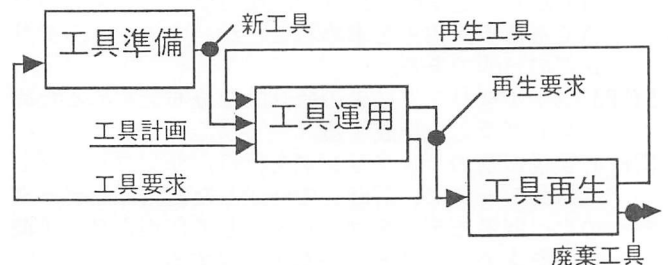 新工具
再生工具
工具準備
再生要求
工具運用
工具計画
工具要求
工具再生
廃棄工具